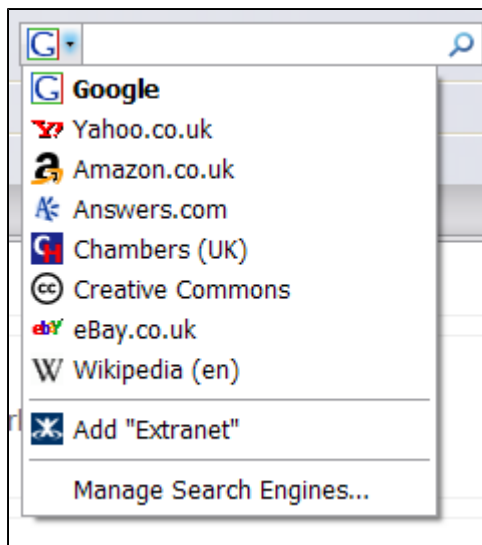 Google
Yahoo.co.uk
Amazon.co.uk
Answers.com
Chambers (UK)
Creative Commons
eBay.co.uk
Wikipedia (en)
Add "Extranet"
Manage Search Engines...